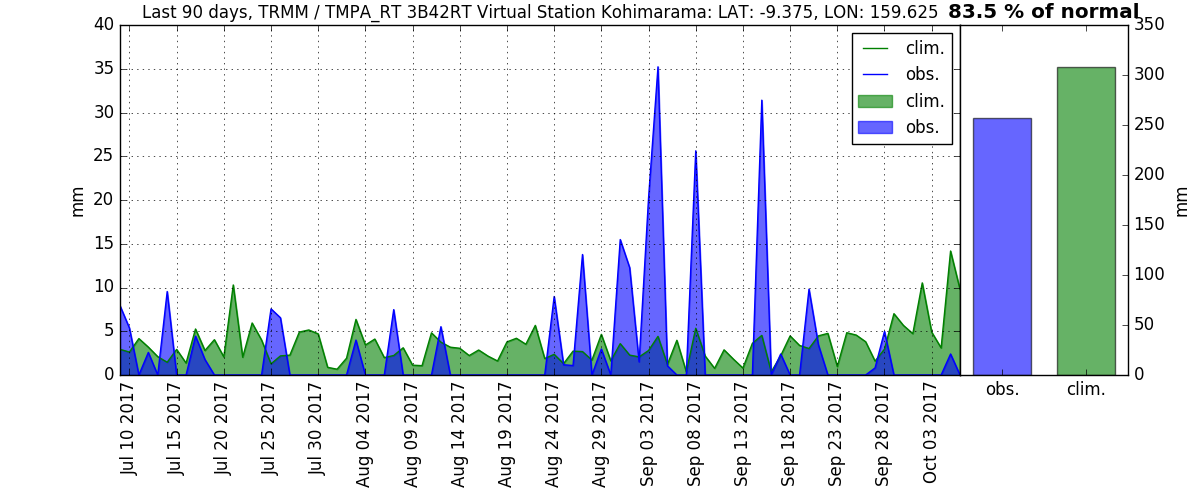 Last 90 days, TRMM / TMPA_RT 3B42RT Virtual Station Kohimarama: LAT: -9.375, LON: 159.625 83.5 % of normal
40
35
30
25
20
15
10
5
0
mm
clim.
obs.
clim.
obs.
350
300
250
200
150
100
50
0
mm
Jul 10 2017
Jul 15 2017
Jul 20 2017
Jul 25 2017
Jul 30 2017
Aug 04 2017
Aug 09 2017
Aug 14 2017
Aug 19 2017
Aug 24 2017
Aug 29 2017
Sep 03 2017
Sep 08 2017
Sep 13 2017
Sep 18 2017
Sep 23 2017
Sep 28 2017
Oct 03 2017
obs.
clim.